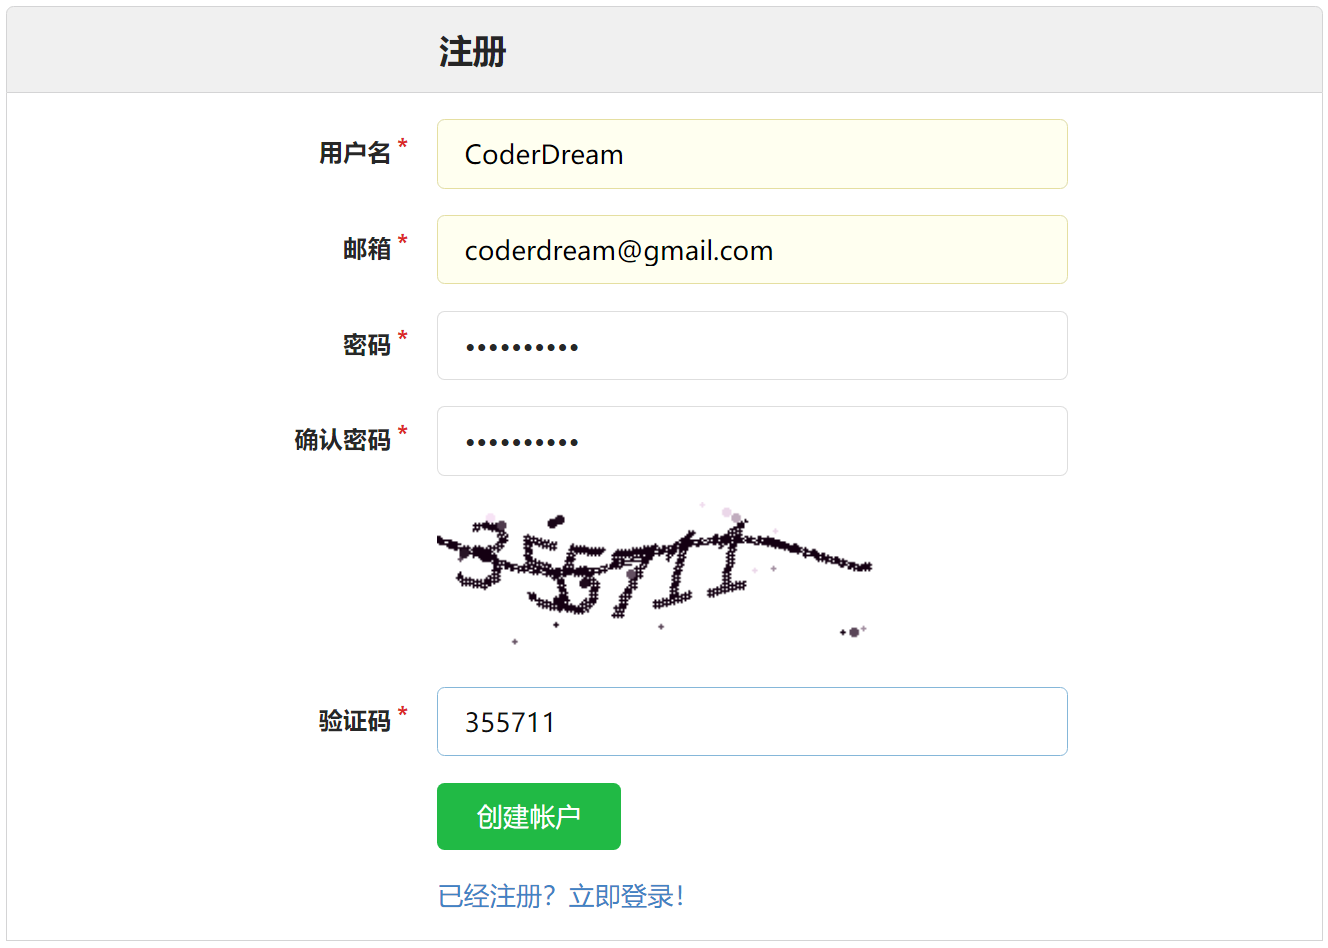 注册
用户名 *
CoderDream
邮箱 *
coderdream@gmail.com
密码 *
••••••••••
确认密码 *
••••••••••
355711
验证码 *
355711
创建帐户
已经注册？立即登录！